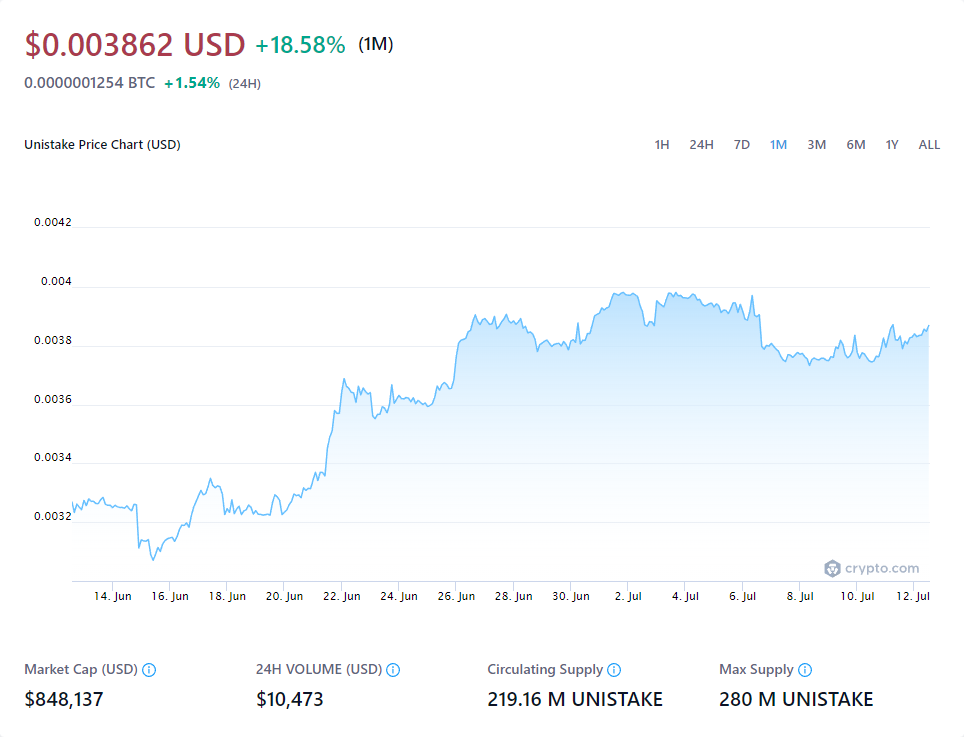 $0.003862 USD +18.58% (1M)
0.0000001254 BTC +1.54% (24H)
Unistake Price Chart (USD) 1H 24H 7D 1M 3M 6M 1Y ALL
0.0042
0.004
0.0038
0.0036
0.0034
0.0032
crypto.com
14. Jun 16. Jun 18. Jun 20. Jun 22. Jun 24. Jun 26. Jun 28. Jun 30. Jun 2. Jul 4. Jul 6. Jul 8. Jul 10. Jul 12. Jul
Market Cap (USD) 24H VOLUME (USD) Circulating Supply Max Supply
$848,137 $10,473 219.16 M UNISTAKE 280 M UNISTAKE